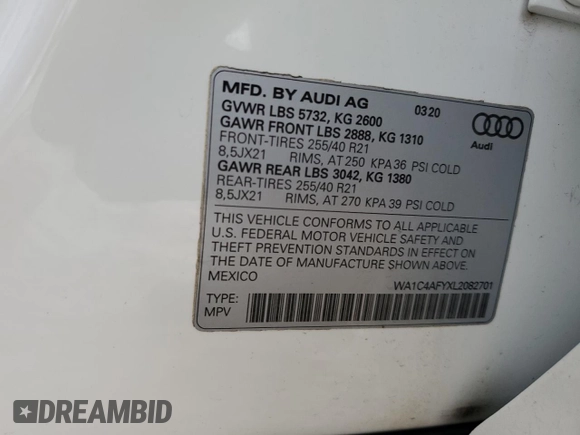 MFD. BY AUDI AG 03 20
GVWR LBS 5732, KG 2600
GAWR FRONT LBS 2888, KG 1310
FRONT-TIRES 255/40 R21
8,5JX21 RIMS, AT 250 KPA 36 PSI COLD
GAWR REAR LBS 3042, KG 1380
REAR-TIRES 255/40 R21
8,5JX21 RIMS, AT 270 KPA 39 PSI COLD
Audi
THIS VEHICLE CONFORMS TO ALL APPLICABLE
U.S. FEDERAL MOTOR VEHICLE SAFETY AND
THEFT PREVENTION STANDARDS IN EFFECT ON
THE DATE OF MANUFACTURE SHOWN ABOVE.
MEXICO WA1C4AFYXL2082701
TYPE:
MPV
DREAMBID